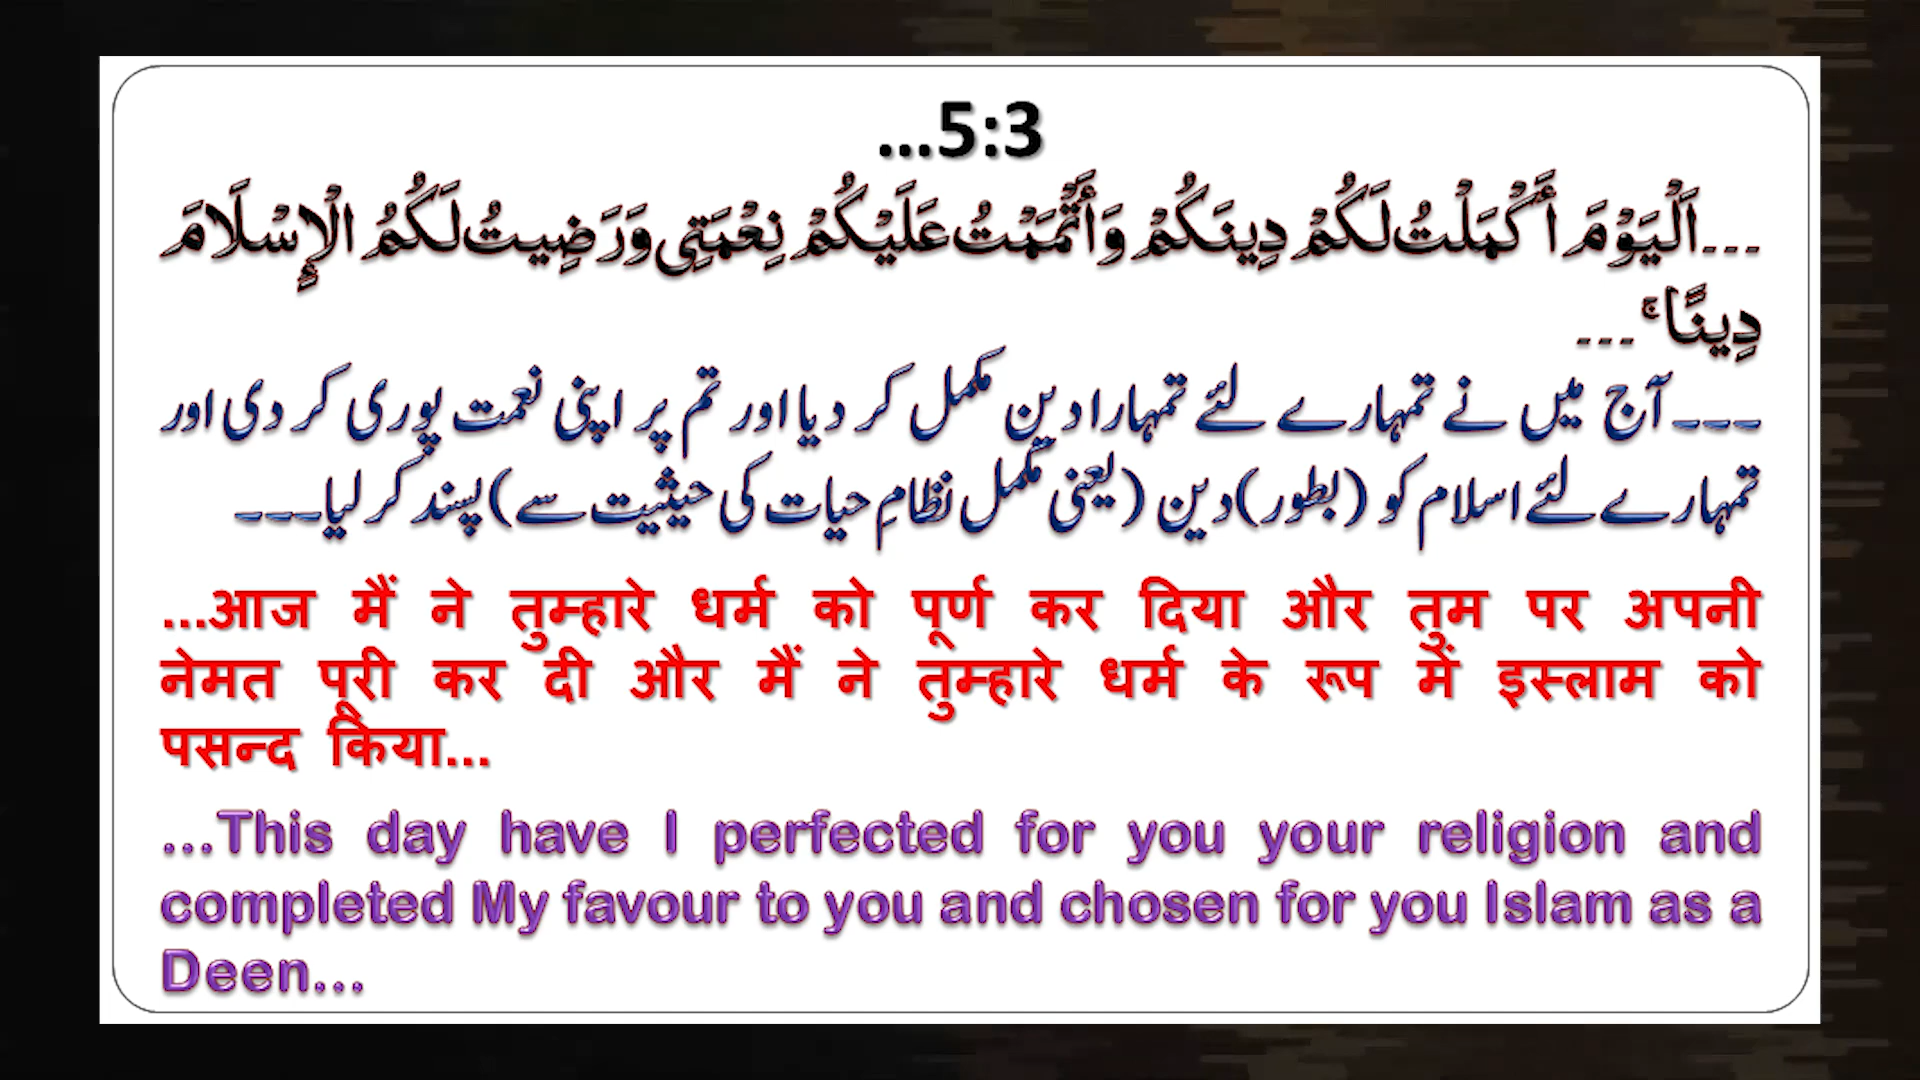 ...5:3
...اَلْيَوْمَ أَكْمَلْتُ لَكُمْ دِينَكُمْ وَأَتْمَمْتُ عَلَيْكُمْ نِعْمَتِى وَرَضِيتُ لَكُمُ الْإِسْلَامَ
دِينًا ۚ ...
۔۔۔آج میں نے تمہارے لئے تمہارا دین مکمل کر دیا اور تم پر اپنی نعمت پوری کر دی اور
تمہارے لئے اسلام کو (بطور) دین (یعنی مکمل نظامِ حیات کی حیثیت سے) پسند کر لیا۔۔۔
...आज मैं ने तुम्हारे धर्म को पूर्ण कर दिया और तुम पर अपनी
नेमत पूरी कर दी और मैं ने तुम्हारे धर्म के रूप में इस्लाम को
पसन्द किया...
...This day have I perfected for you your religion and
completed My favour to you and chosen for you Islam as a
Deen...